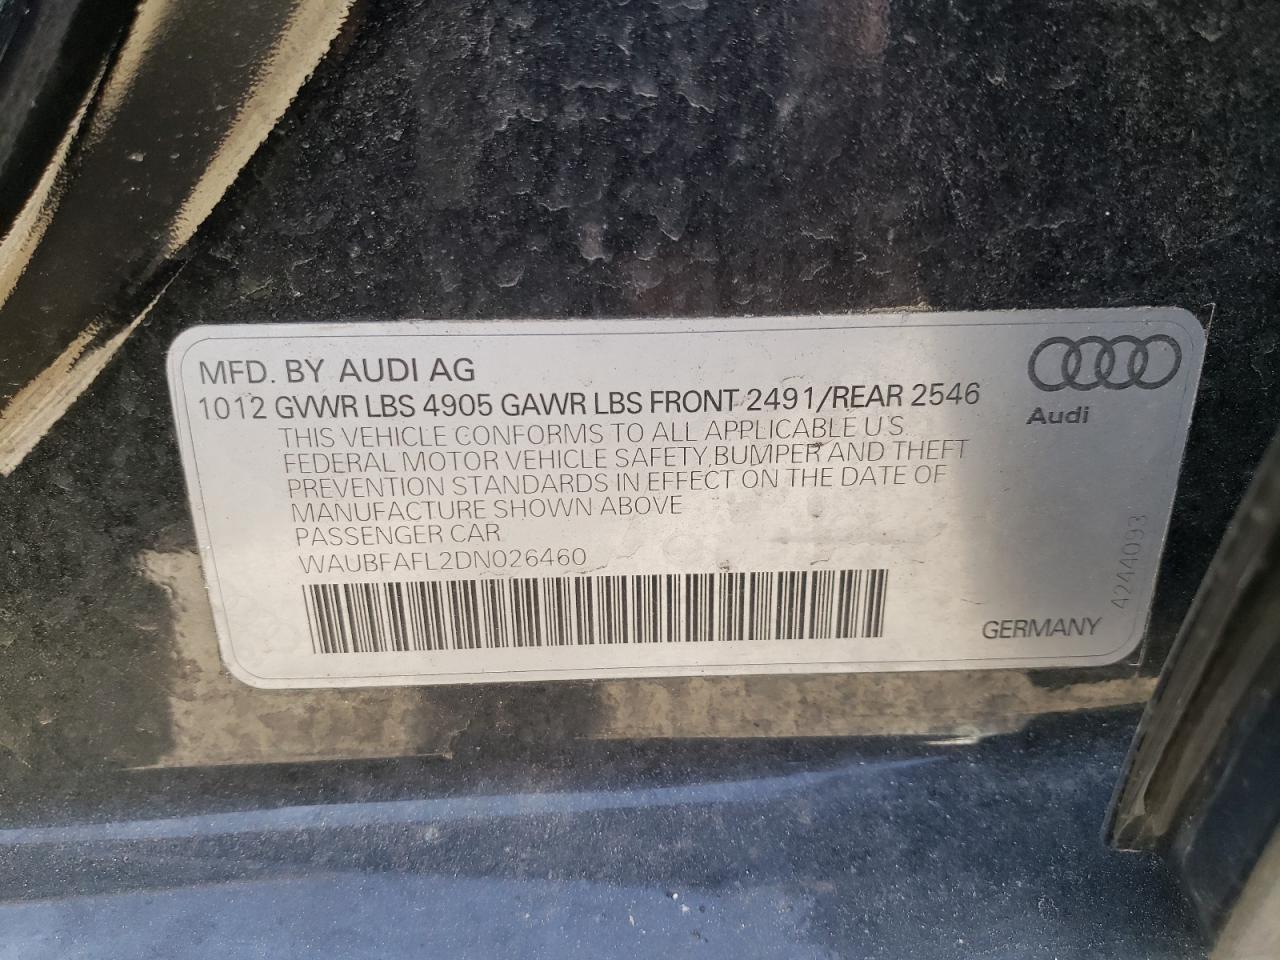 MFD. BY AUDI AG
1012 GVWR LBS 4905 GAWR LBS FRONT 2491/REAR 2546
THIS VEHICLE CONFORMS TO ALL APPLICABLE U.S.
FEDERAL MOTOR VEHICLE SAFETY, BUMPER AND THEFT
PREVENTION STANDARDS IN EFFECT ON THE DATE OF
MANUFACTURE SHOWN ABOVE
PASSENGER CAR
WAUBFAFL2DN026460
Audi
4244093
GERMANY